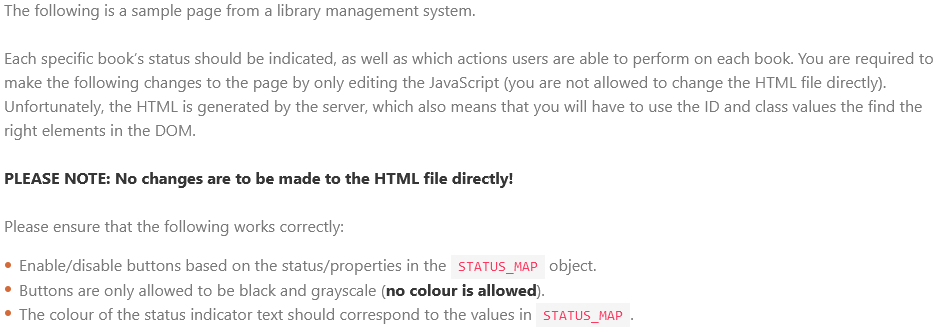 The following is a sample page from a library management system.
Each specific book’s status should be indicated, as well as which actions users are able to perform on each book. You are required to
make the following changes to the page by only editing the JavaScript (you are not allowed to change the HTML file directly).
Unfortunately, the HTML is generated by the server, which also means that you will have to use the ID and class values the find the
right elements in the DOM.
PLEASE NOTE: No changes are to be made to the HTML file directly!
Please ensure that the following works correctly:
• Enable/disable buttons based on the status/properties in the STATUS_MAP object.
• Buttons are only allowed to be black and grayscale (no colour is allowed).
• The colour of the status indicator text should correspond to the values in STATUS_MAP.